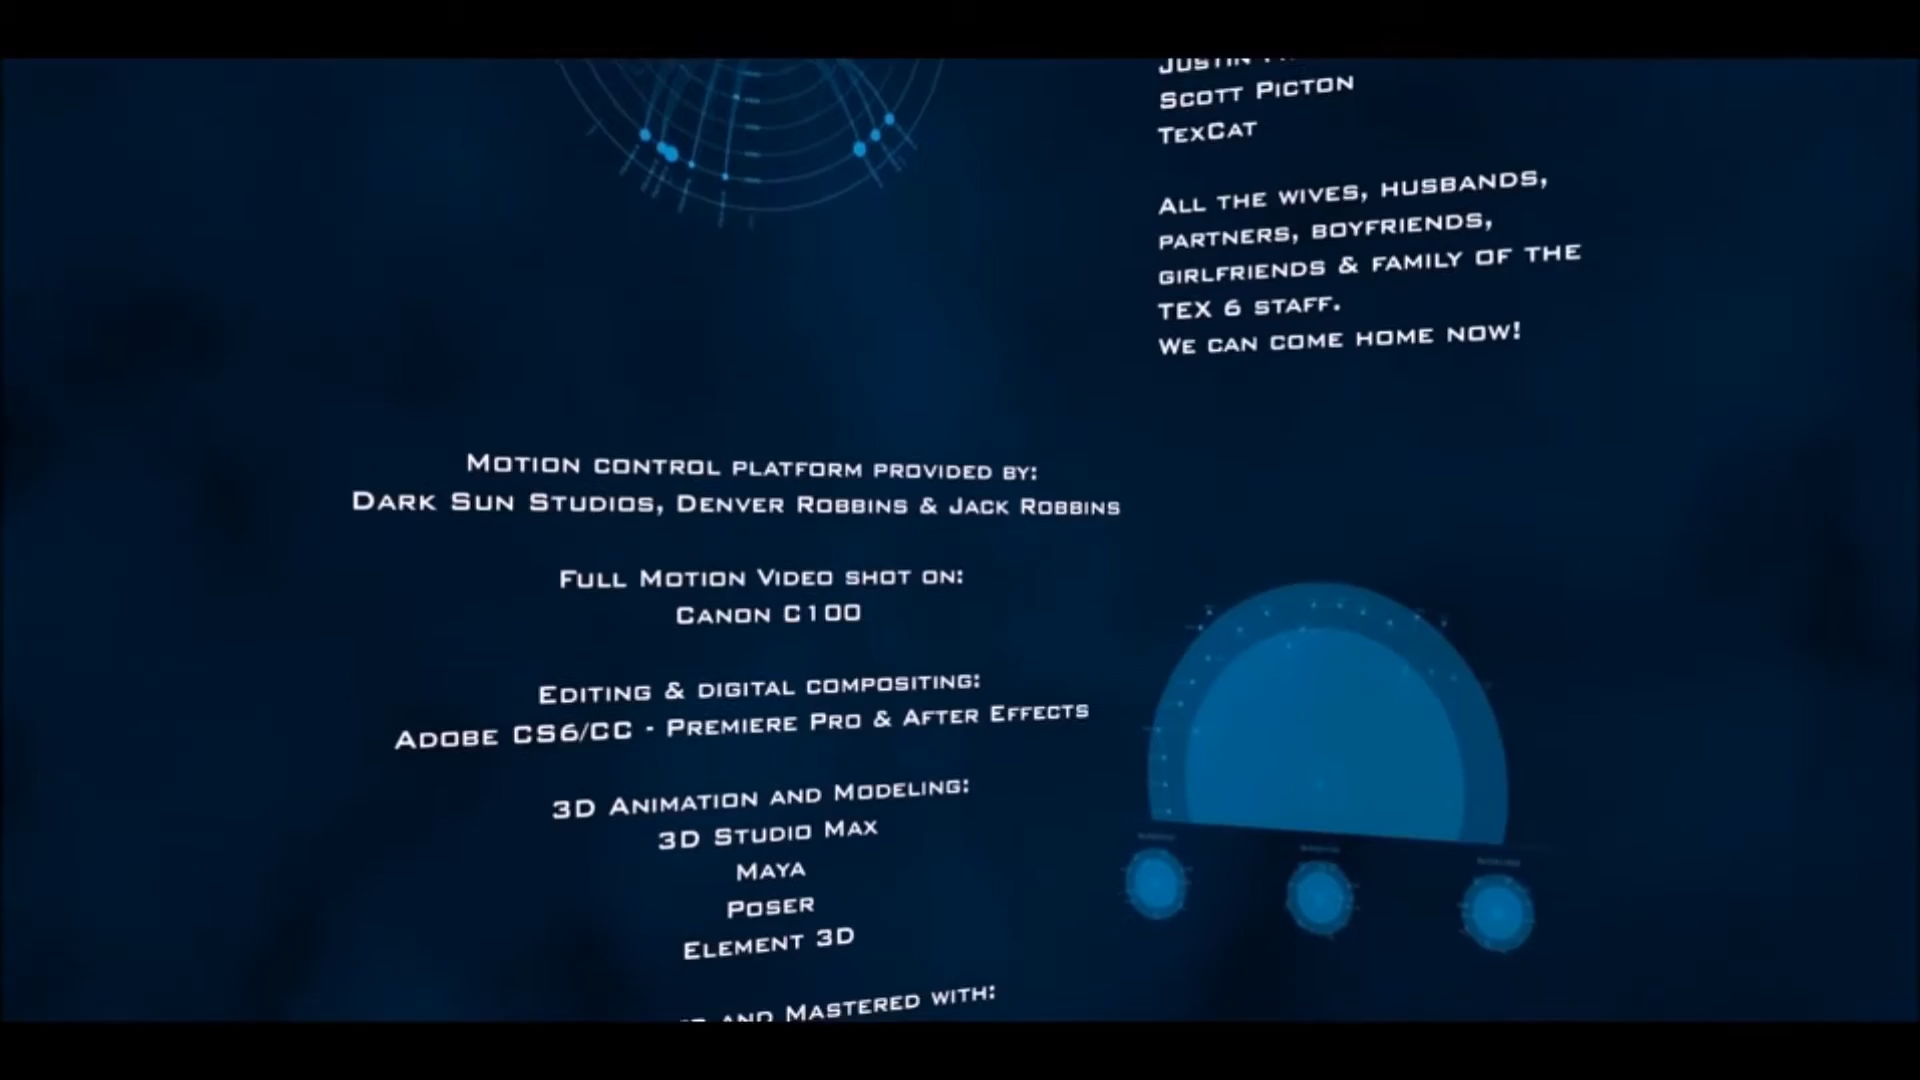 Justin
Scott Picton
TexCat
All the wives, husbands,
partners, boyfriends,
girlfriends & family of the
Tex 6 staff.
We can come home now!
Motion control platform provided by:
Dark Sun Studios, Denver Robbins & Jack Robbins
Full Motion Video shot on:
Canon C100
Editing & digital compositing:
Adobe CS6/CC - Premiere Pro & After Effects
3D Animation and Modeling:
3D Studio Max
Maya
Poser
Element 3D
and Mastered with: